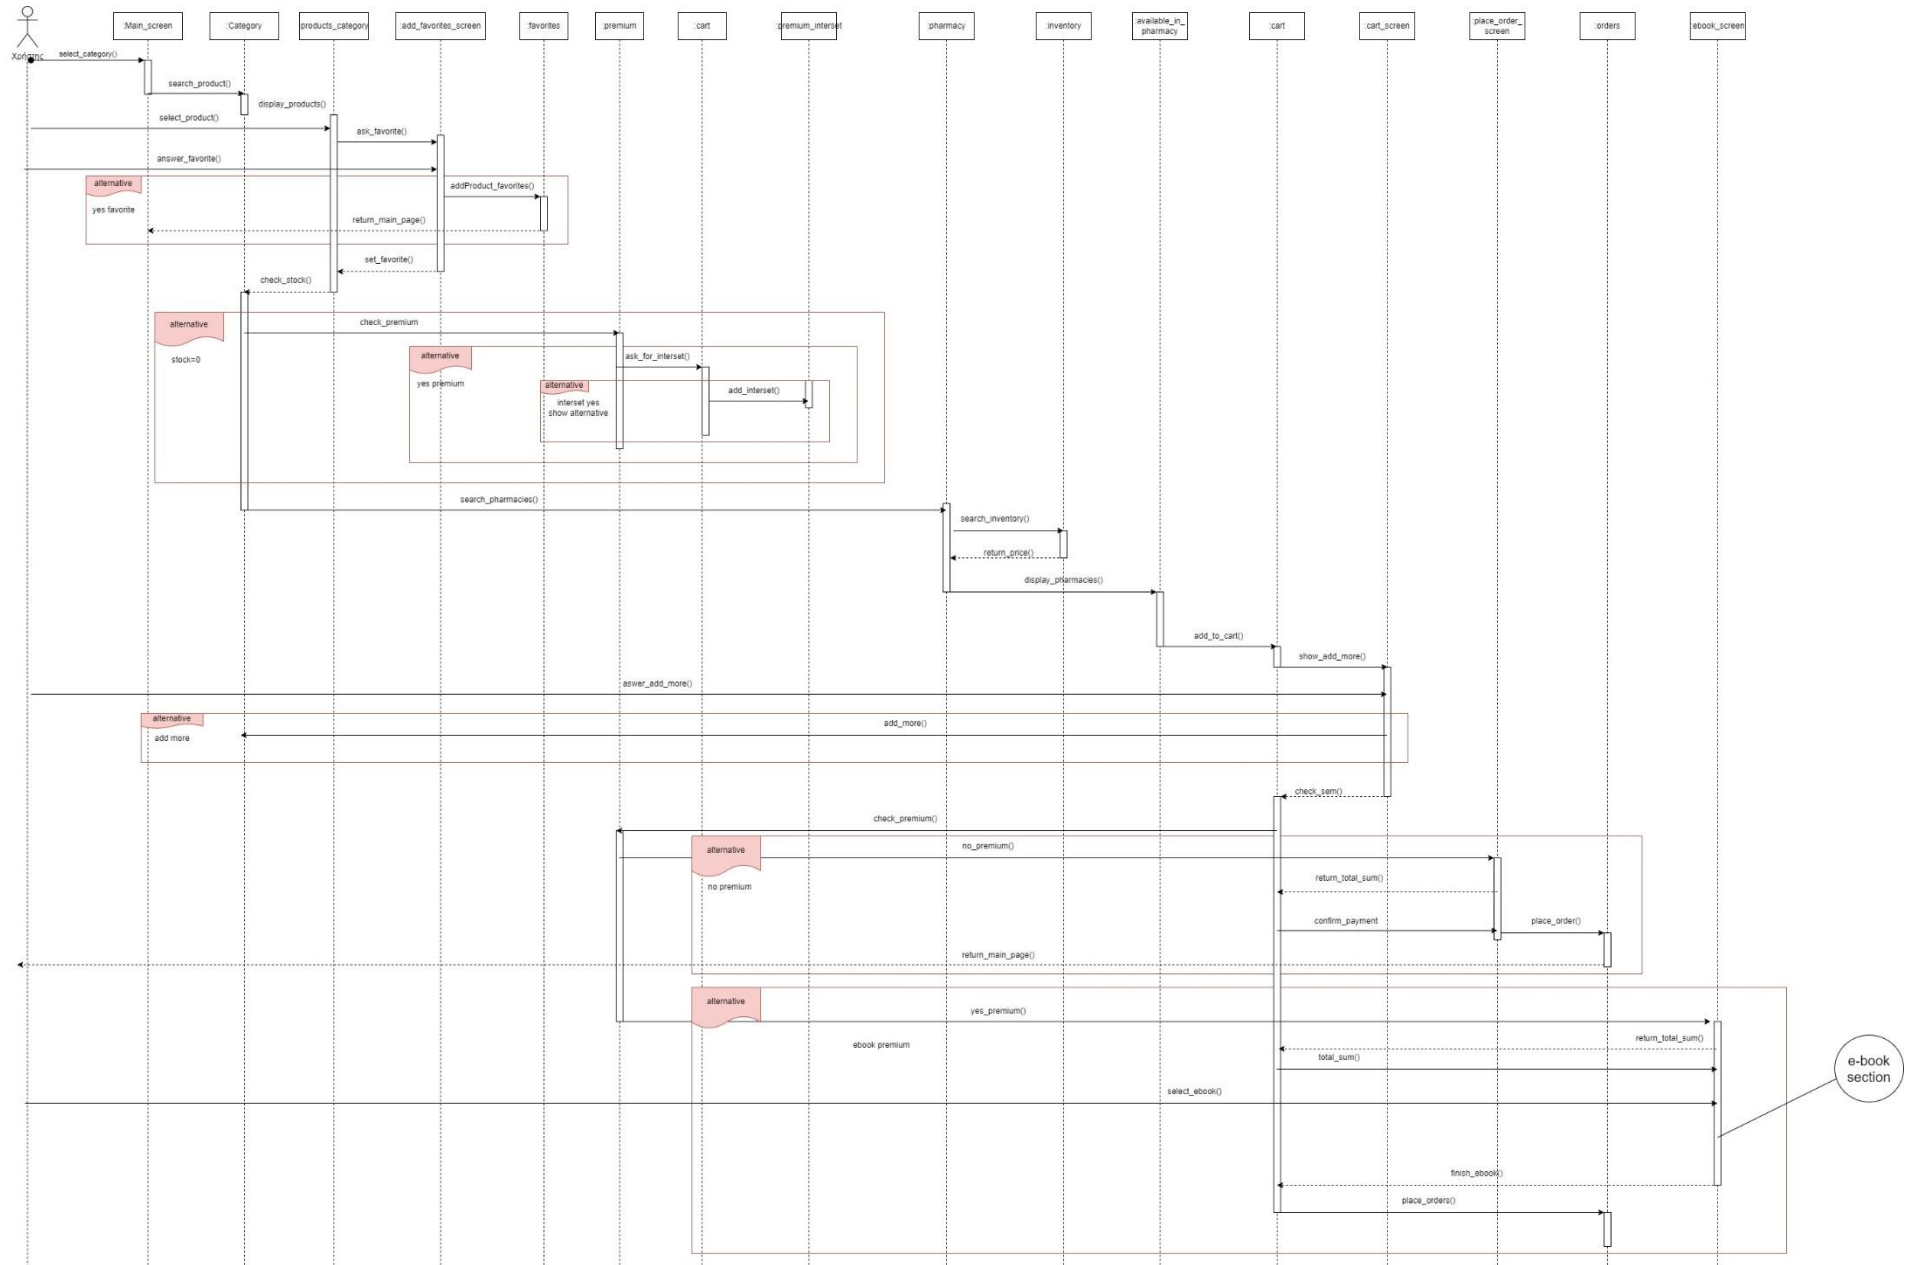 :Main_screen
:Category
products_category
:add_favorites_screen
:favorites
:premium
:cart
:premium_interset
:pharmacy
:inventory
:available_in_
pharmacy
:cart
:cart_screen
:place_order_
screen
:orders
:ebook_screen
Χρήστης
select_category()
search_product()
display_products()
select_product()
ask_favorite()
answer_favorite()
alternative
addProduct_favorites()
yes favorite
return_main_page()
set_favorite()
check_stock()
alternative
check_premium
stock=0
alternative
ask_for_interset()
yes premium
alternative
add_interset()
interset yes
show alternative
search_pharmacies()
search_inventory()
return_price()
display_pharmacies()
add_to_cart()
show_add_more()
aswer_add_more()
alternative
add_more()
add more
check_sem()
check_premium()
alternative
no_premium()
no premium
return_total_sum()
confirm_payment
place_order()
return_main_page()
alternative
yes_premium()
ebook premium
return_total_sum()
total_sum()
e-book
section
select_ebook()
finish_ebook()
place_orders()